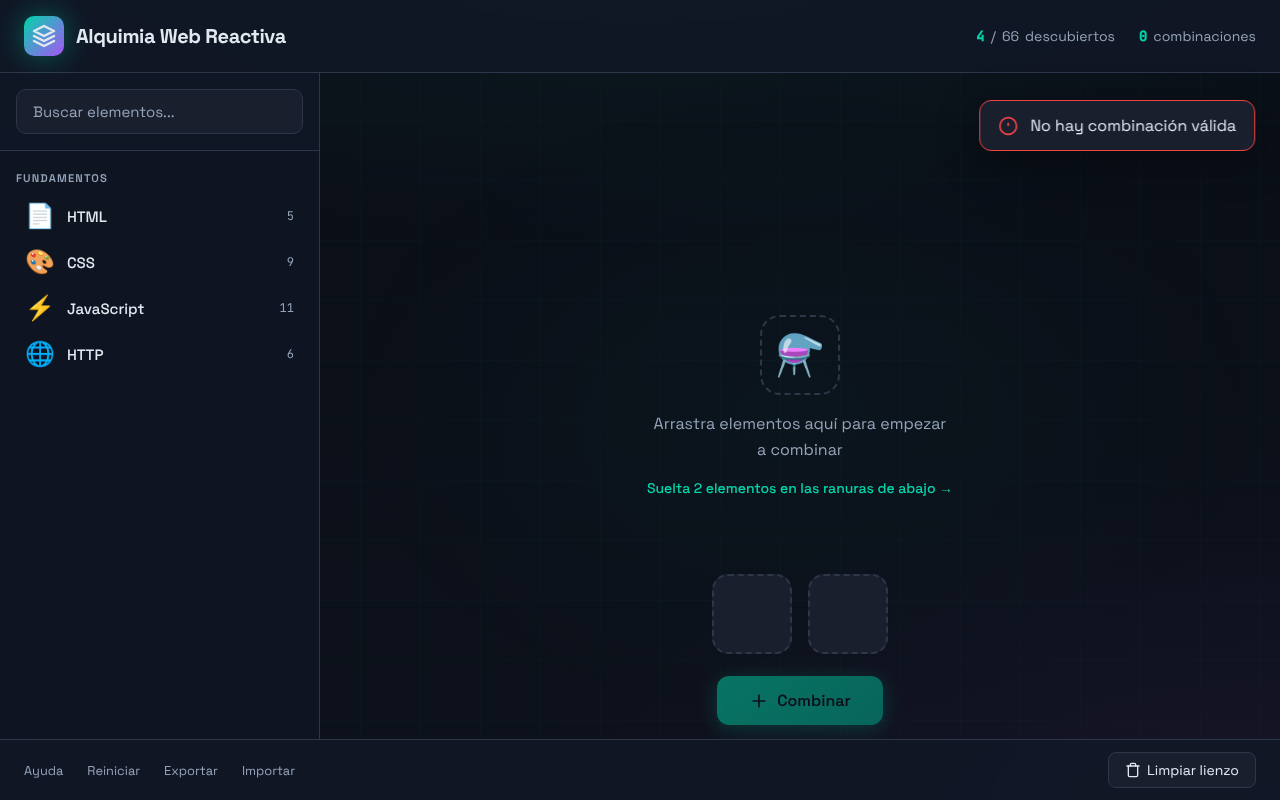 Alquimia Web Reactiva
4 / 66 descubiertos
0 combinaciones
Buscar elementos...
No hay combinación válida
FUNDAMENTOS
HTML 5
CSS 9
JavaScript 11
HTTP 6
Arrastra elementos aquí para empezar
a combinar
Suelta 2 elementos en las ranuras de abajo →
Combinar
Ayuda
Reiniciar
Exportar
Importar
Limpiar lienzo